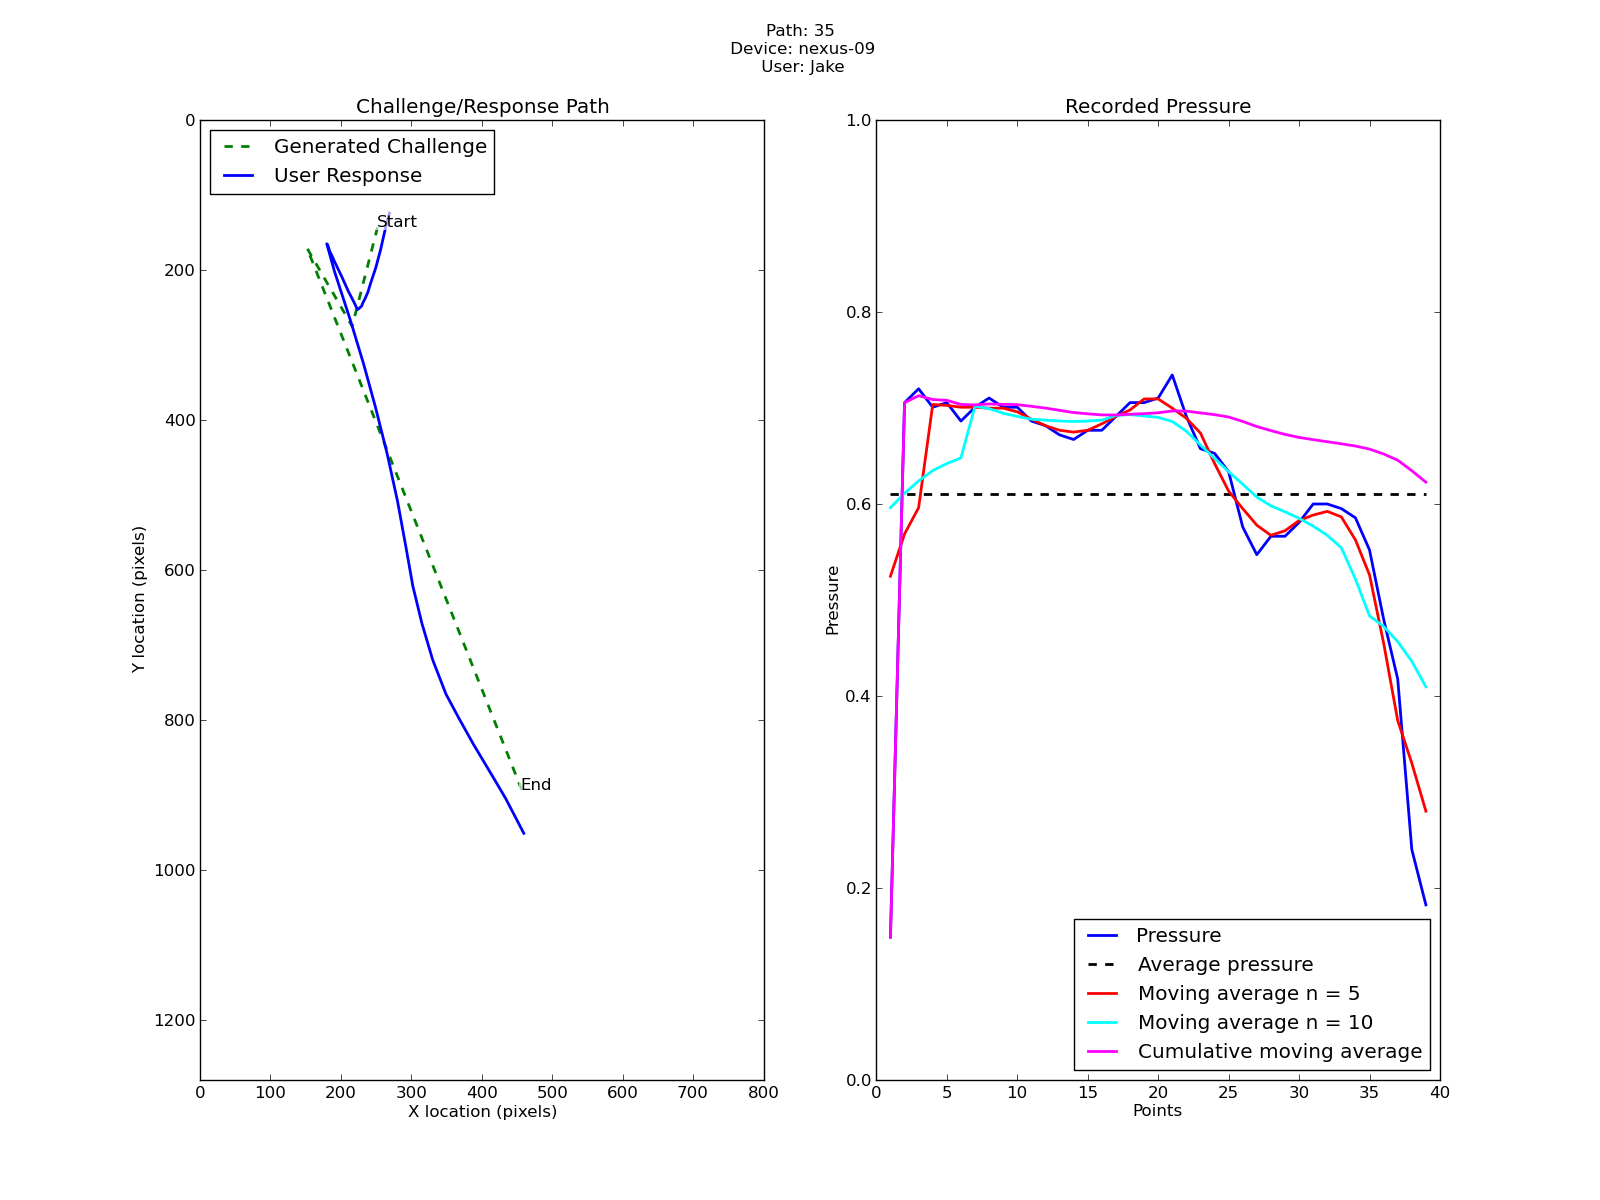 Path: 35
Device: nexus-09
User: Jake
Challenge/Response Path
Generated Challenge
User Response
Start
End
0
200
400
600
800
1000
1200
Y location (pixels)
0 100 200 300 400 500 600 700 800
X location (pixels)
Recorded Pressure
1.0
0.8
0.6
0.4
0.2
0.0
Pressure
Pressure
Average pressure
Moving average n = 5
Moving average n = 10
Cumulative moving average
0 5 10 15 20 25 30 35 40
Points